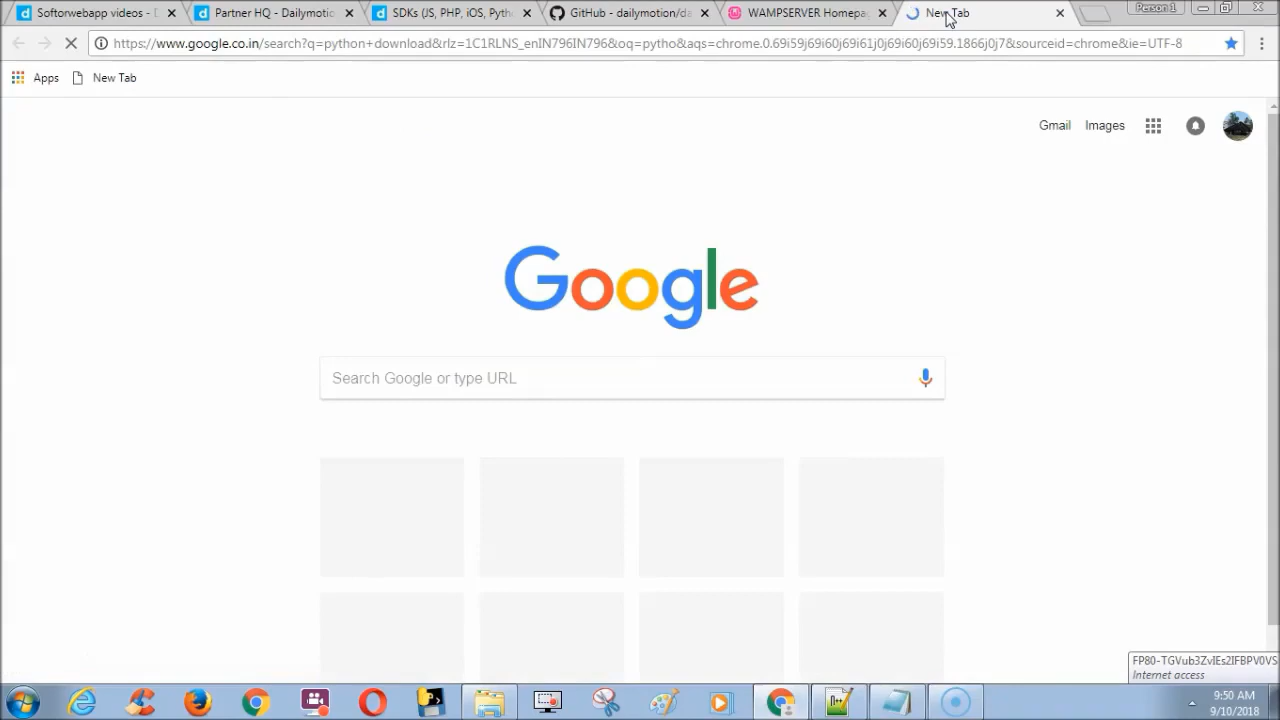 Softorwebapp videos - D
Partner HQ - Dailymotic
SDKs (JS, PHP, iOS, Pyth
GitHub - dailymotion/da
WAMPSERVER Homepag
New Tab
Person 1
https://www.google.co.in/search?q=python+download&rlz=1C1RLNS_enIN796IN796&oq=pytho&aqs=chrome.0.69i59j69i60j69i61j0j69i60j69i59.1866j0j7&sourceid=chrome&ie=UTF-8
Apps
New Tab
Gmail
Images
Google
Search Google or type URL
FP80-TGVub3ZvIEs2IFBPV0VS
Internet access
9:50 AM
9/10/2018